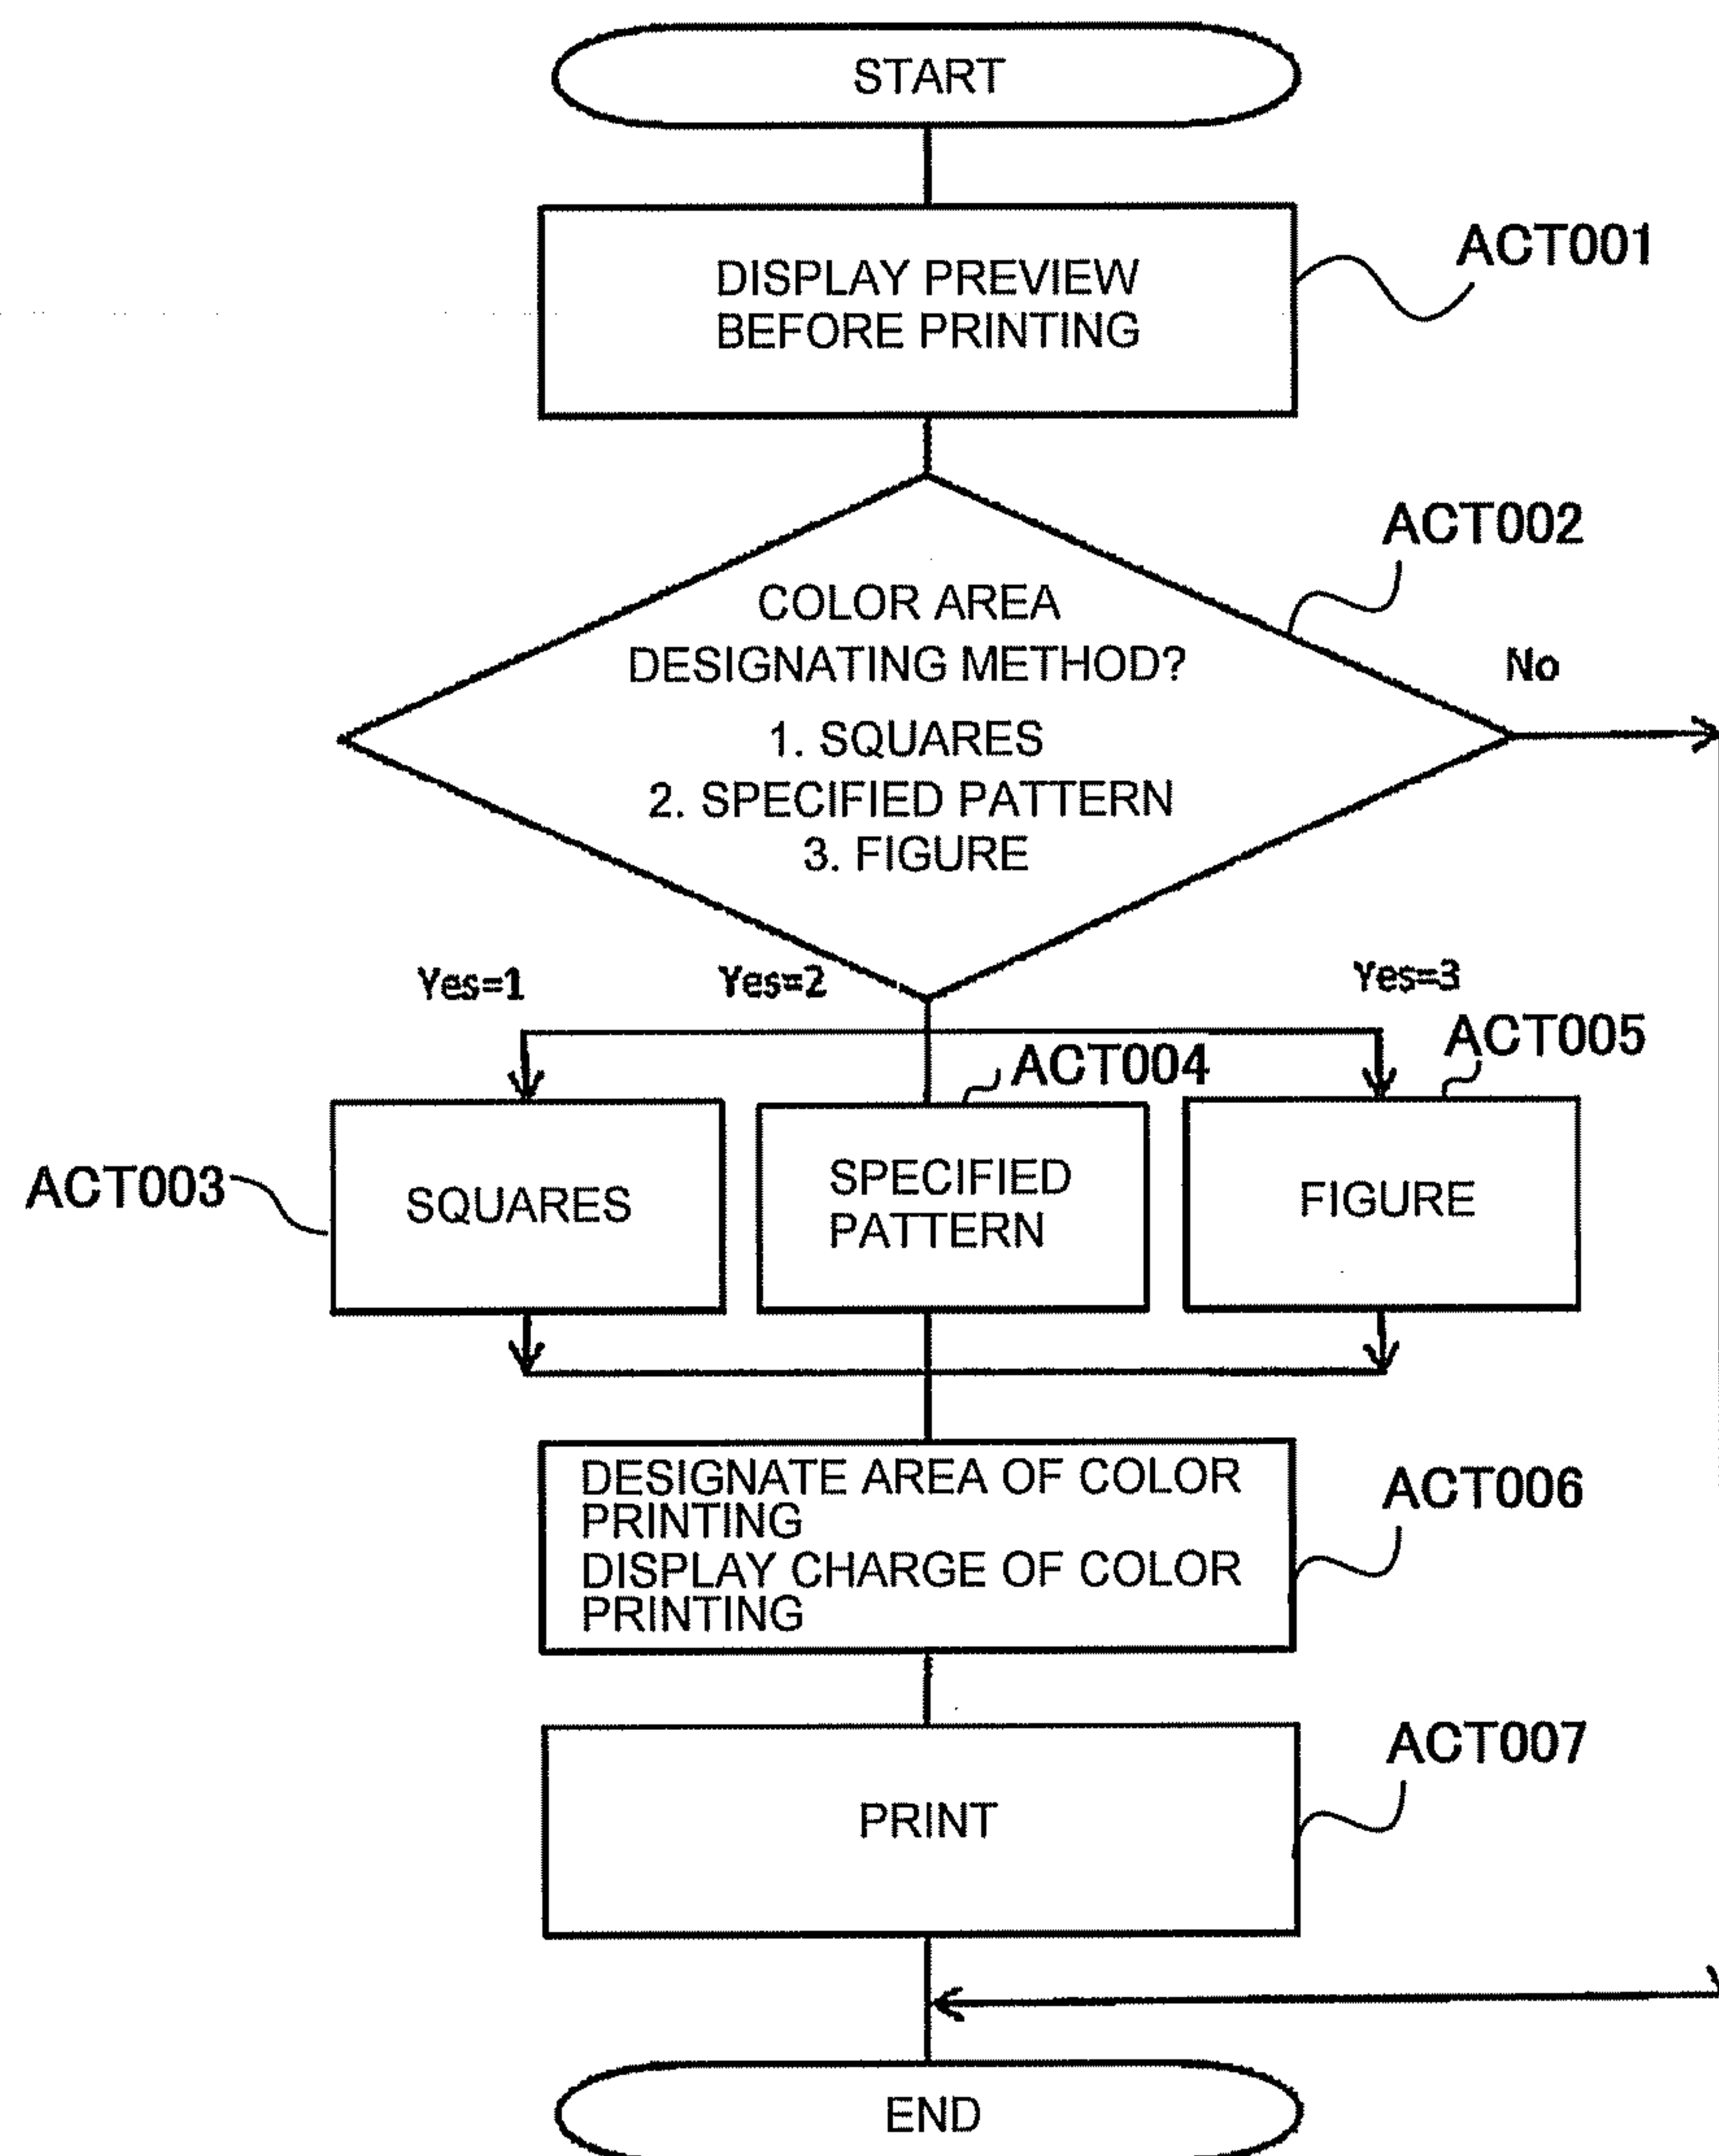 START
DISPLAY PREVIEW
BEFORE PRINTING
ACT001
ACT002
COLOR AREA
DESIGNATING METHOD?
No
1. SQUARES
2. SPECIFIED PATTERN
3. FIGURE
Yes=1
Yes=2
Yes=3
ACT004
ACT005
ACT003
SQUARES
SPECIFIED
PATTERN
FIGURE
DESIGNATE AREA OF COLOR
PRINTING
DISPLAY CHARGE OF COLOR
PRINTING
ACT006
ACT007
PRINT
END